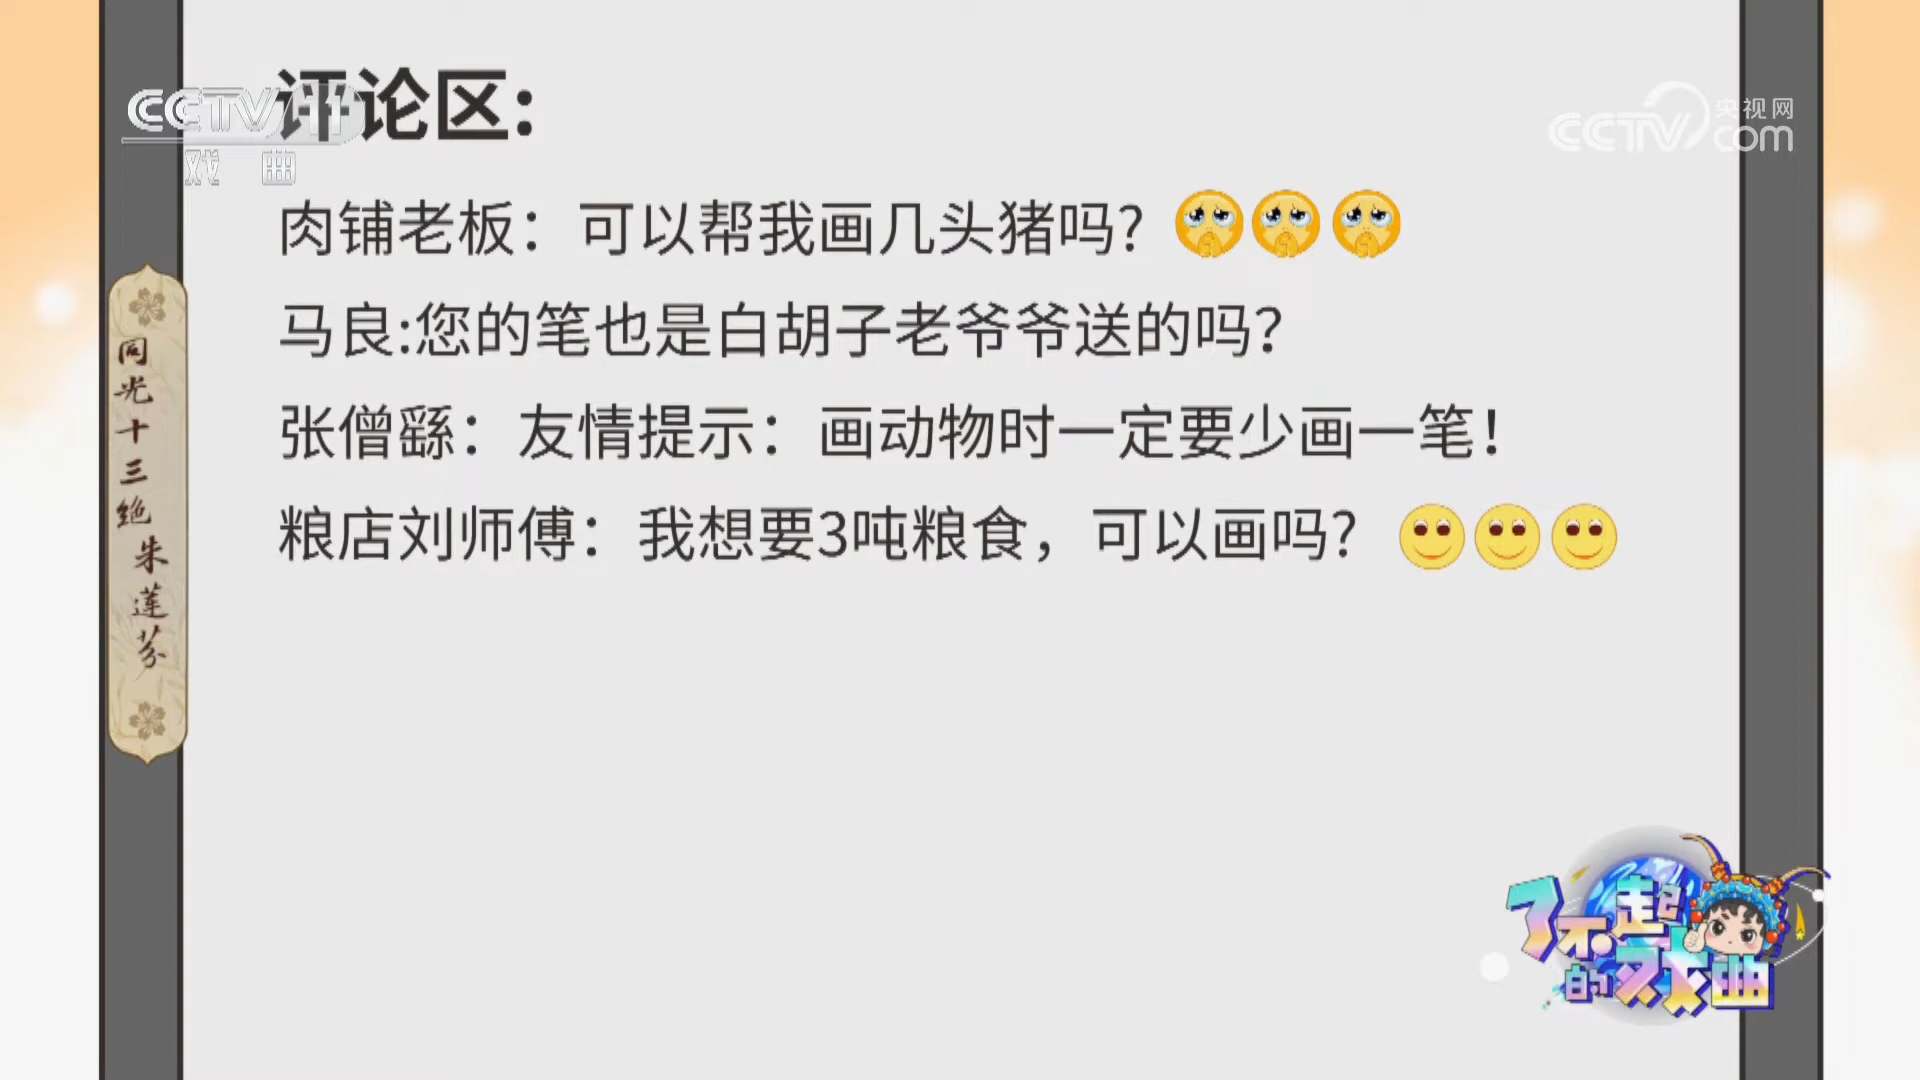 评论区:
CCTV 11
戏 曲
央视网
CCTV com
肉铺老板：可以帮我画几头猪吗？
马良:您的笔也是白胡子老爷爷送的吗？
张僧繇：友情提示：画动物时一定要少画一笔！
粮店刘师傅：我想要3吨粮食，可以画吗？
同光十三绝
朱莲芬
了不起的戏曲